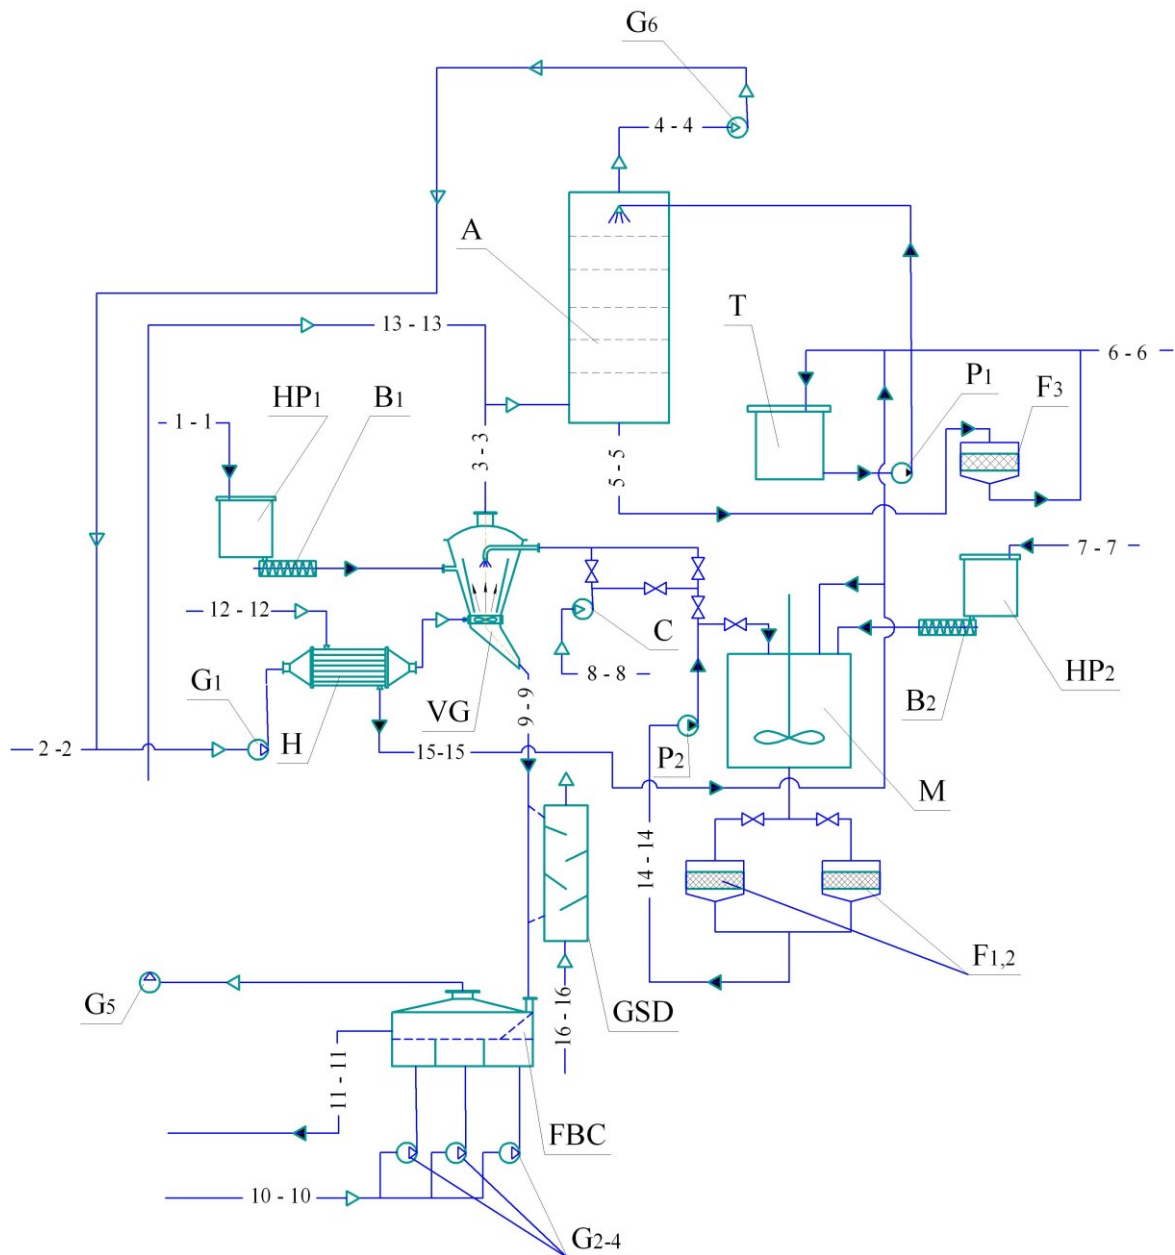 G6
4 - 4
A
13 - 13
T
6 - 6
P1
F3
HP1
B1
1 - 1
3 - 3
5 - 5
7 - 7
12 - 12
C
8 - 8
HP2
B2
G1
VG
9 - 9
2 -2
H
15-15
P2
M
14 - 14
F1,2
G5
GSD
16 - 16
11 - 11
FBC
10 - 10
G2-4